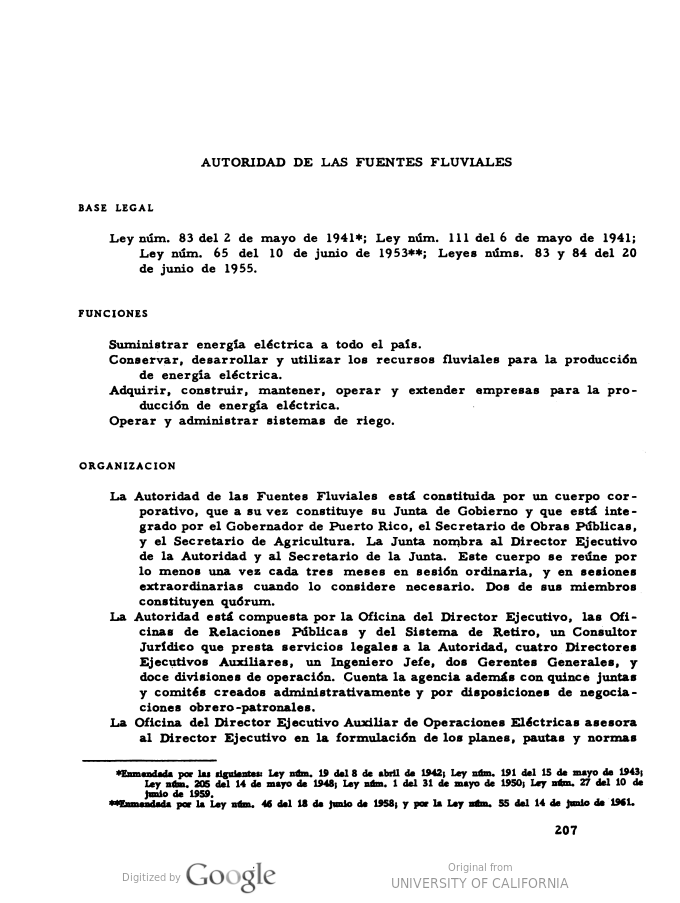 AUTORIDAD DE LAS FUENTES FLUVIALES
BASE LEGAL
Ley núm. 83 del 2 de mayo de 1941*; Ley núm. 111 del 6 de mayo de 1941;
Ley núm. 65 del 10 de junio de 1953**; Leyes núms. 83 y 84 del 20
de junio de 1955.
FUNCIONES
Suministrar energía eléctrica a todo el país.
Conservar, desarrollar y utilizar los recursos fluviales para la producción
de energía eléctrica.
Adquirir, construir, mantener, operar y extender empresas para la pro-
ducción de energía eléctrica.
Operar y administrar sistemas de riego.
ORGANIZACION
La Autoridad de las Fuentes Fluviales está constituida por un cuerpo cor-
porativo, que a su vez constituye su Junta de Gobierno y que está inte-
grado por el Gobernador de Puerto Rico, el Secretario de Obras Públicas,
y el Secretario de Agricultura. La Junta nombra al Director Ejecutivo
de la Autoridad y al Secretario de la Junta. Este cuerpo se reúne por
lo menos una vez cada tres meses en sesión ordinaria, y en sesiones
extraordinarias cuando lo considere necesario. Dos de sus miembros
constituyen quórum.
La Autoridad está compuesta por la Oficina del Director Ejecutivo, las Ofi-
cinas de Relaciones Públicas y del Sistema de Retiro, un Consultor
Jurídico que presta servicios legales a la Autoridad, cuatro Directores
Ejecutivos Auxiliares, un Ingeniero Jefe, dos Gerentes Generales, y
doce divisiones de operación. Cuenta la agencia además con quince juntas
y comités creados administrativamente y por disposiciones de negocia-
ciones obrero-patronales.
La Oficina del Director Ejecutivo Auxiliar de Operaciones Eléctricas asesora
al Director Ejecutivo en la formulación de los planes, pautas y normas
*Enmendada por las siguientes: Ley núm. 19 del 8 de abril de 1942; Ley núm. 191 del 15 de mayo de 1943;
Ley núm. 205 del 14 de mayo de 1948; Ley núm. 1 del 31 de mayo de 1950; Ley núm. 27 del 10 de
junio de 1959.
**Enmendada por la Ley núm. 46 del 18 de junio de 1958; y por la Ley núm. 55 del 14 de junio de 1961.
207
Digitized by Google
Original from
UNIVERSITY OF CALIFORNIA